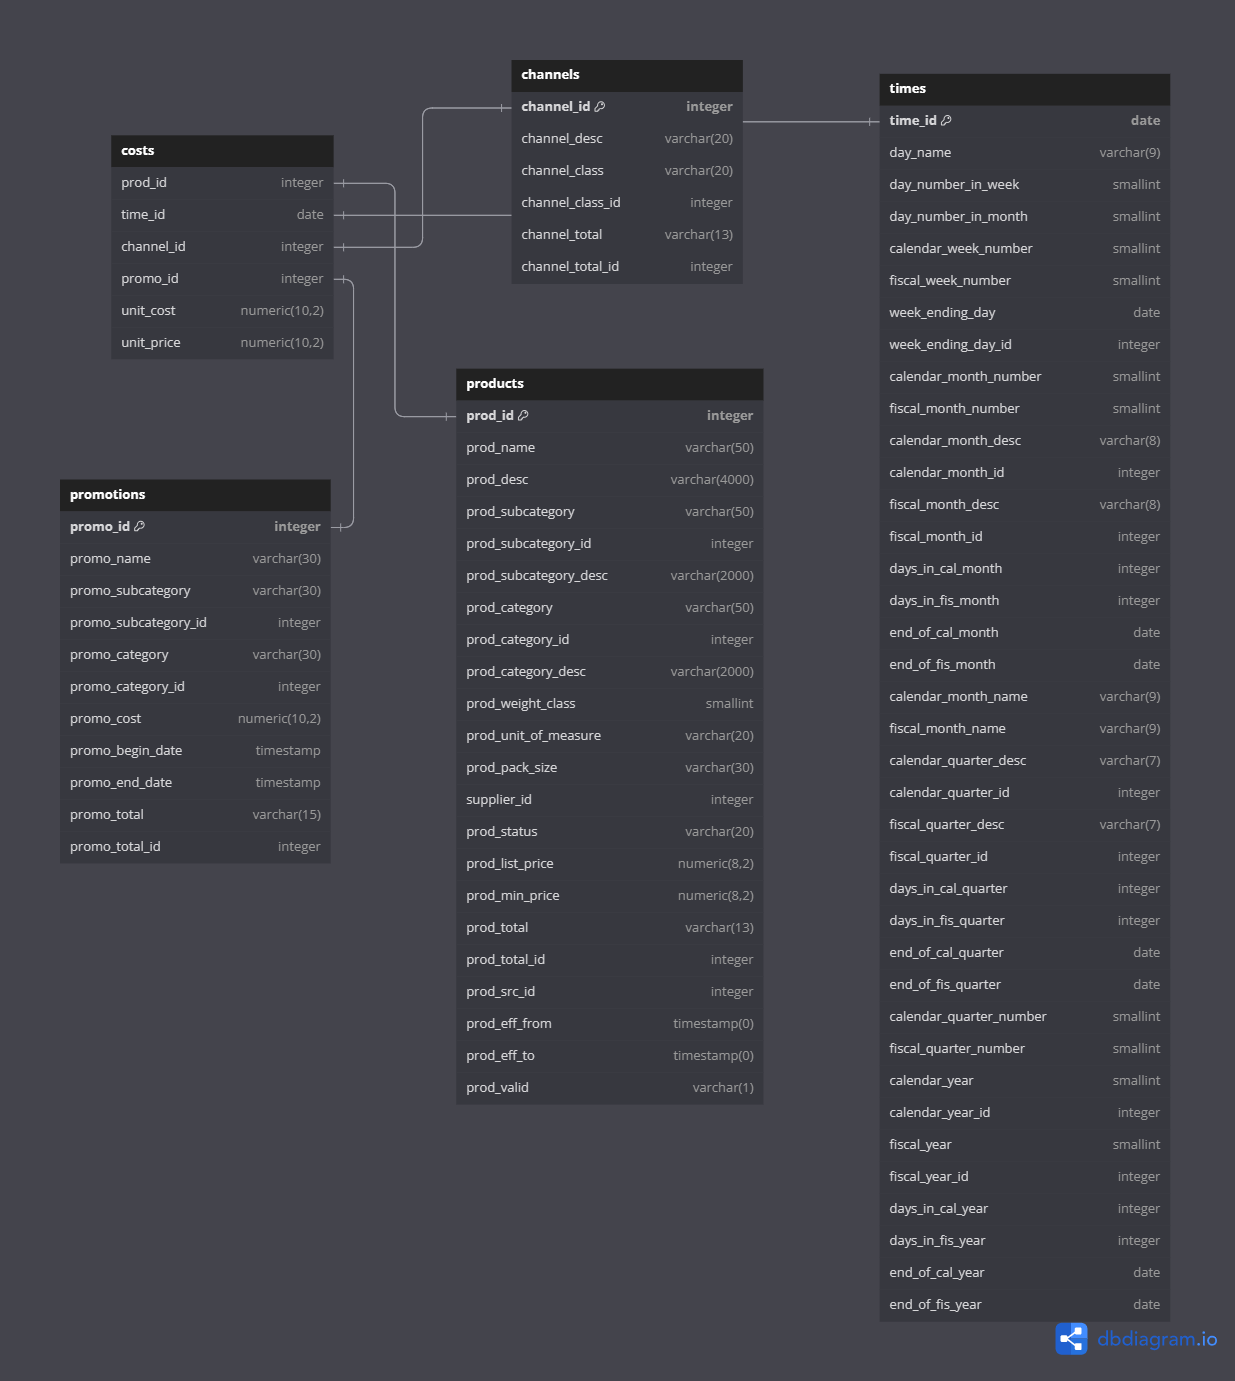 costs
prod_id integer
time_id date
channel_id integer
promo_id integer
unit_cost numeric(10,2)
unit_price numeric(10,2)
promotions
promo_id integer
promo_name varchar(30)
promo_subcategory varchar(30)
promo_subcategory_id integer
promo_category varchar(30)
promo_category_id integer
promo_cost numeric(10,2)
promo_begin_date timestamp
promo_end_date timestamp
promo_total varchar(15)
promo_total_id integer
channels
channel_id integer
channel_desc varchar(20)
channel_class varchar(20)
channel_class_id integer
channel_total varchar(13)
channel_total_id integer
products
prod_id integer
prod_name varchar(50)
prod_desc varchar(4000)
prod_subcategory varchar(50)
prod_subcategory_id integer
prod_subcategory_desc varchar(2000)
prod_category varchar(50)
prod_category_id integer
prod_category_desc varchar(2000)
prod_weight_class smallint
prod_unit_of_measure varchar(20)
prod_pack_size varchar(30)
supplier_id integer
prod_status varchar(20)
prod_list_price numeric(8,2)
prod_min_price numeric(8,2)
prod_total varchar(13)
prod_total_id integer
prod_src_id integer
prod_eff_from timestamp(0)
prod_eff_to timestamp(0)
prod_valid varchar(1)
times
time_id date
day_name varchar(9)
day_number_in_week smallint
day_number_in_month smallint
calendar_week_number smallint
fiscal_week_number smallint
week_ending_day date
week_ending_day_id integer
calendar_month_number smallint
fiscal_month_number smallint
calendar_month_desc varchar(8)
calendar_month_id integer
fiscal_month_desc varchar(8)
fiscal_month_id integer
days_in_cal_month integer
days_in_fis_month integer
end_of_cal_month date
end_of_fis_month date
calendar_month_name varchar(9)
fiscal_month_name varchar(9)
calendar_quarter_desc varchar(7)
calendar_quarter_id integer
fiscal_quarter_desc varchar(7)
fiscal_quarter_id integer
days_in_cal_quarter integer
days_in_fis_quarter integer
end_of_cal_quarter date
end_of_fis_quarter date
calendar_quarter_number smallint
fiscal_quarter_number smallint
calendar_year smallint
calendar_year_id integer
fiscal_year smallint
fiscal_year_id integer
days_in_cal_year integer
days_in_fis_year integer
end_of_cal_year date
end_of_fis_year date
dbdiagram.io